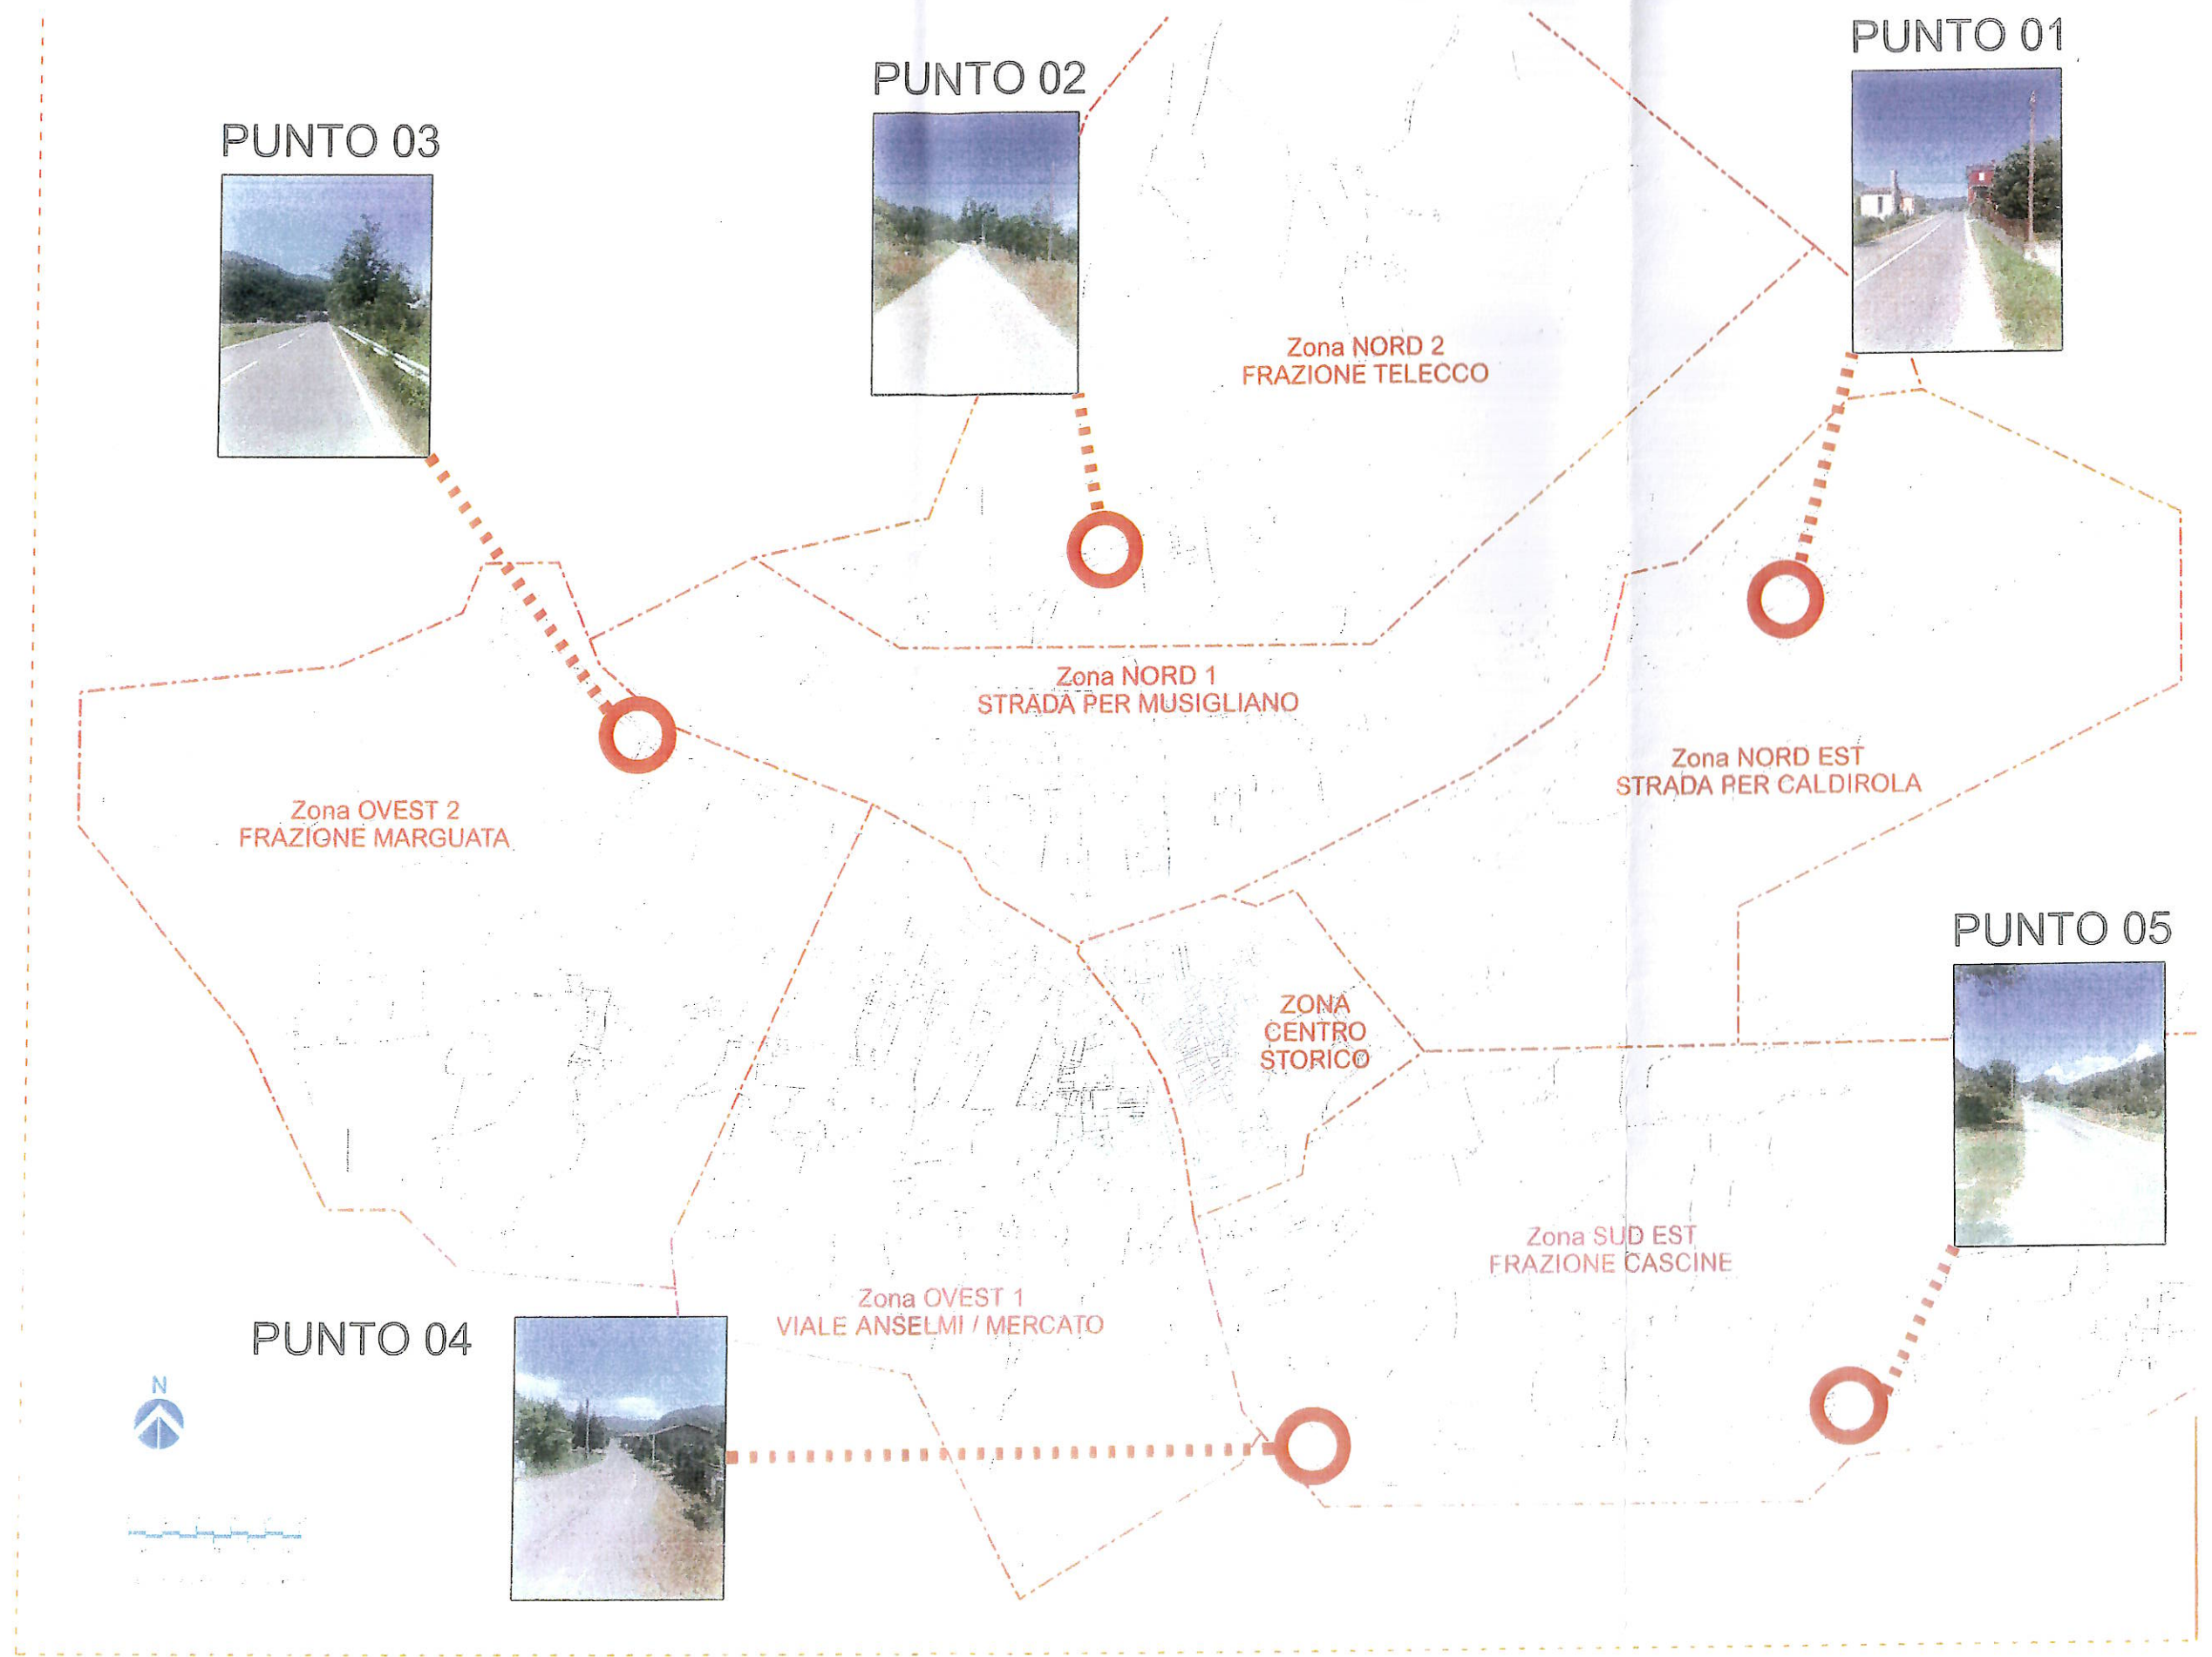 PUNTO 01
PUNTO 02
PUNTO 03
Zona NORD 2
FRAZIONE TELECCO
Zona NORD 1
STRADA PER MUSIGLIANO
Zona NORD EST
STRADA PER CALDIROLA
Zona OVEST 2
FRAZIONE MARGUATA
PUNTO 05
ZONA
CENTRO
STORICO
Zona SUD EST
FRAZIONE CASCINE
Zona OVEST 1
VIALE ANSELMI / MERCATO
PUNTO 04
N